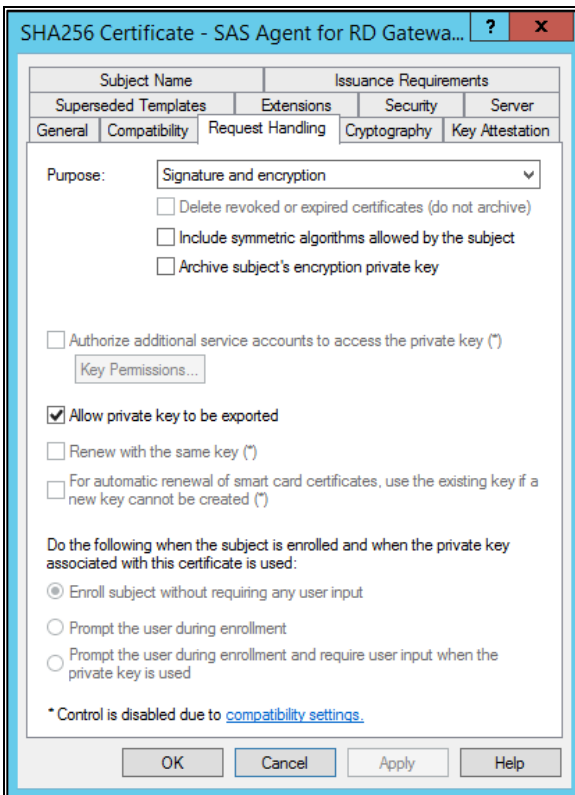 SHA256 Certificate - SAS Agent for RD Gatewa... ? x
Subject Name Issuance Requirements
Superseded Templates Extensions Security Server
General Compatibility Request Handling Cryptography Key Attestation
Purpose: Signature and encryption
Delete revoked or expired certificates (do not archive)
Include symmetric algorithms allowed by the subject
Archive subject's encryption private key
Authorize additional service accounts to access the private key (*)
Key Permissions...
Allow private key to be exported
Renew with the same key (*)
For automatic renewal of smart card certificates, use the existing key if a
new key cannot be created (*)
Do the following when the subject is enrolled and when the private key
associated with this certificate is used:
Enroll subject without requiring any user input
Prompt the user during enrollment
Prompt the user during enrollment and require user input when the
private key is used
* Control is disabled due to compatibility settings.
OK Cancel Apply Help